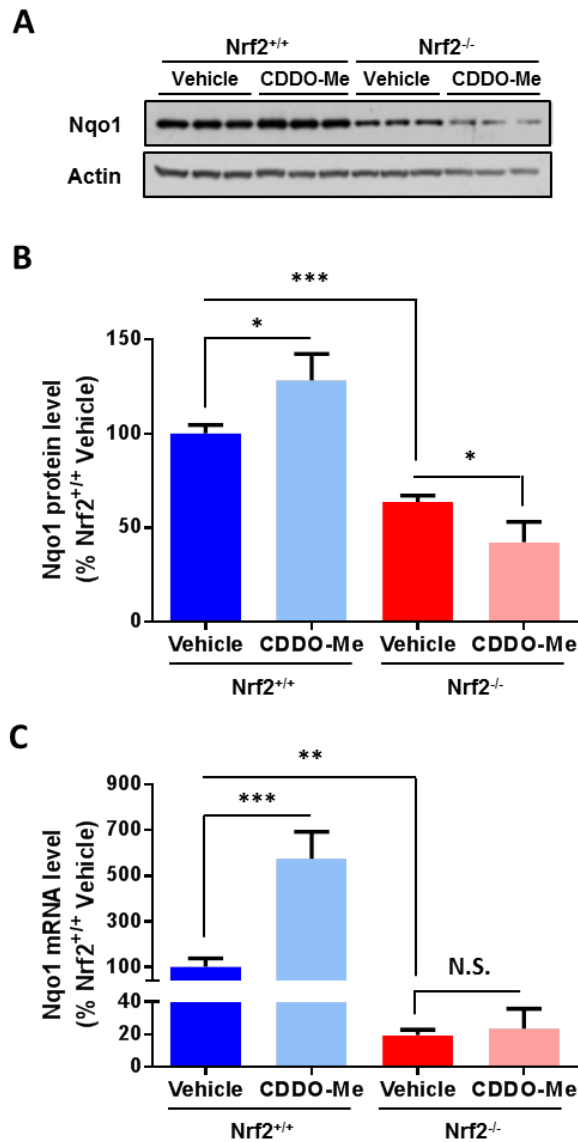 A
Nrf2+/+ Nrf2-/-
Vehicle CDDO-Me Vehicle CDDO-Me
Nqo1
Actin
B
***
*
*
Nqo1 protein level
(% Nrf2+/+ Vehicle)
150
100
50
0
Vehicle CDDO-Me Vehicle CDDO-Me
Nrf2+/+ Nrf2-/-
C
**
***
N.S.
Nqo1 mRNA level
(% Nrf2+/+ Vehicle)
900
700
500
300
100
40
20
0
Vehicle CDDO-Me Vehicle CDDO-Me
Nrf2+/+ Nrf2-/-